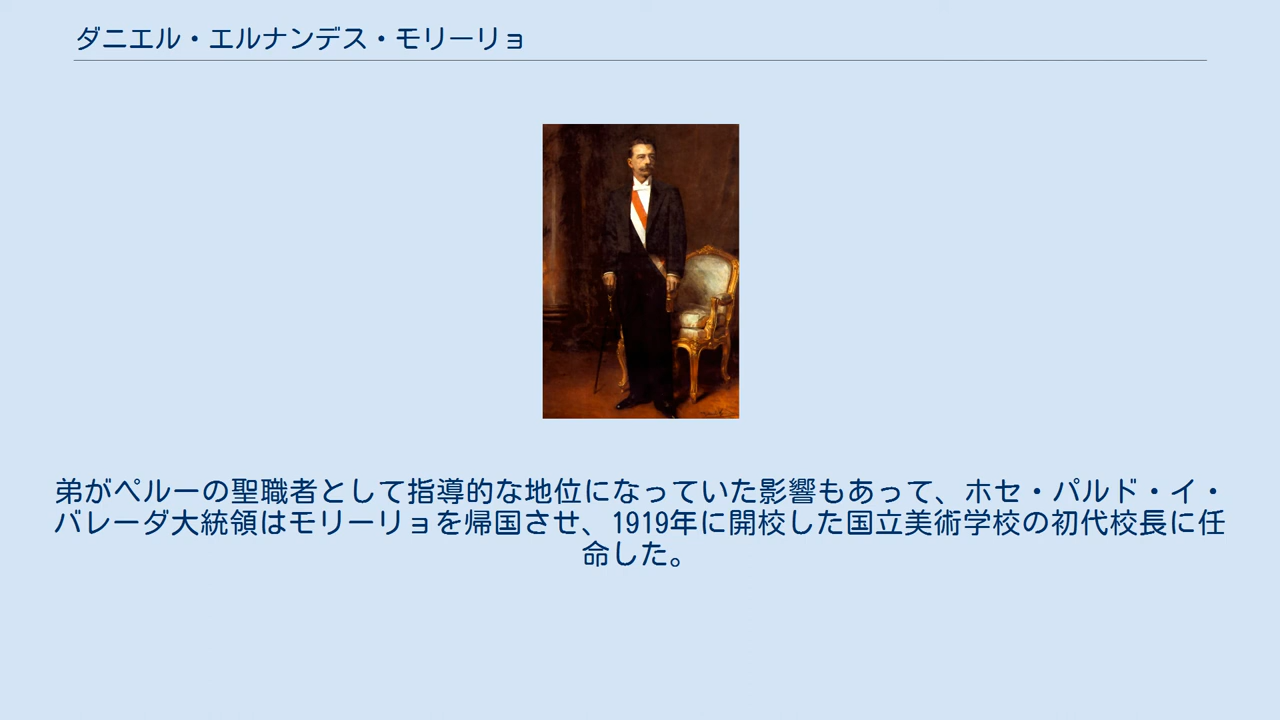 ダニエル・エルナンデス・モリーリョ
弟がペルーの聖職者として指導的な地位になっていた影響もあって、ホセ・パルド・イ・
バレーダ大統領はモリーリョを帰国させ、1919年に開校した国立美術学校の初代校長に任
命した。